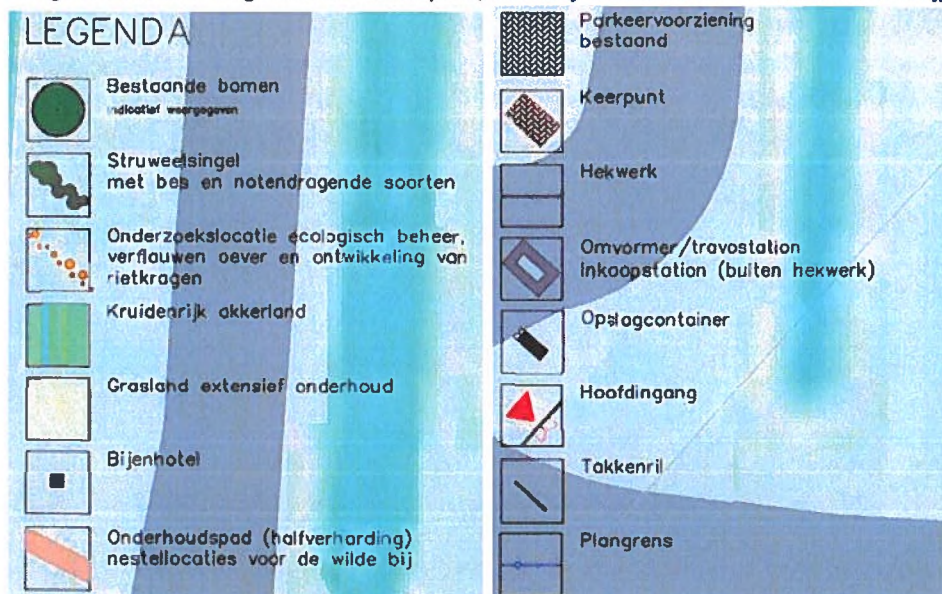 LEGENDA
Bestaande bomen
indicatief weergegeven
Struweelsingel
met bes en notendragende soorten
Onderzoekslocatie ecologisch beheer,
verflauwen oever en ontwikkeling van
rietkragen
Kruidenrijk akkerland
Grasland extensief onderhoud
Bijenhotel
Onderhoudspad (halfverharding)
nestellocaties voor de wilde bij
Parkeervoorziening
bestaand
Keerpunt
Hekwerk
Omvormer/travostation
Inkoopstation (buiten hekwerk)
Opslagcontainer
Hoofdingang
Takkenril
Plangrens